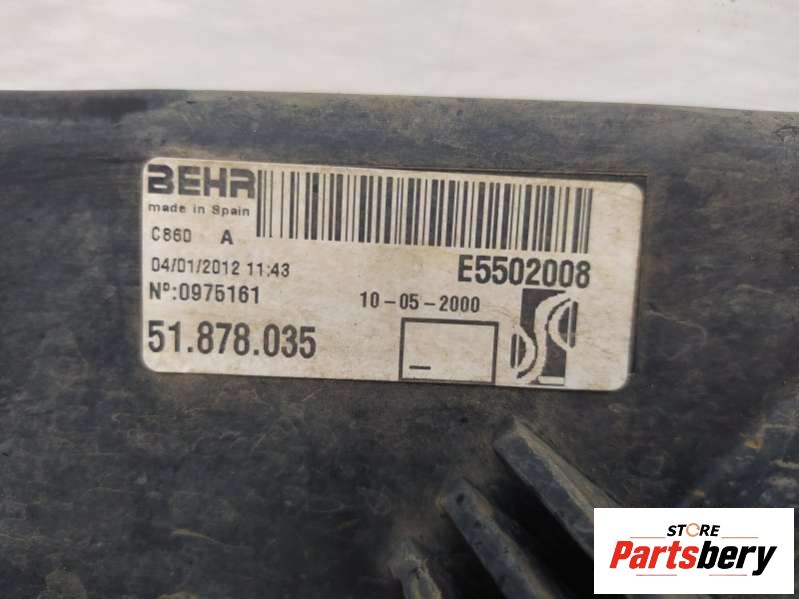 BEHR
made in Spain
C860 A
04/01/2012 11:43
E5502008
Nº:0975161
10-05-2000
51.878.035
STORE
Partsbery